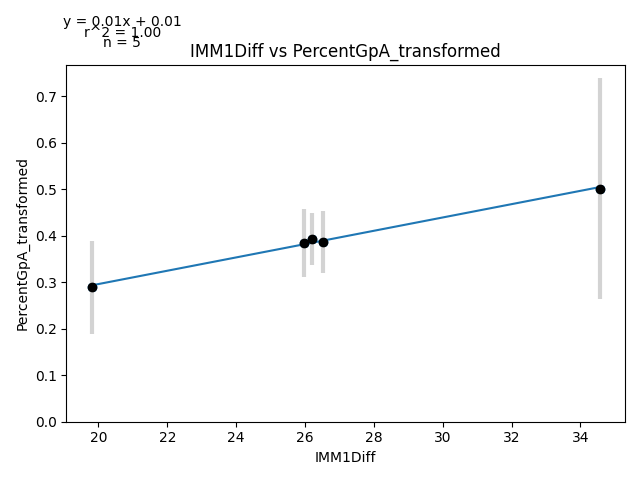 y = 0.01x + 0.01
r^2 = 1.00
n = 5
IMM1Diff vs PercentGpA_transformed
PercentGpA_transformed
0.7
0.6
0.5
0.4
0.3
0.2
0.1
0.0
20 22 24 26 28 30 32 34
IMM1Diff